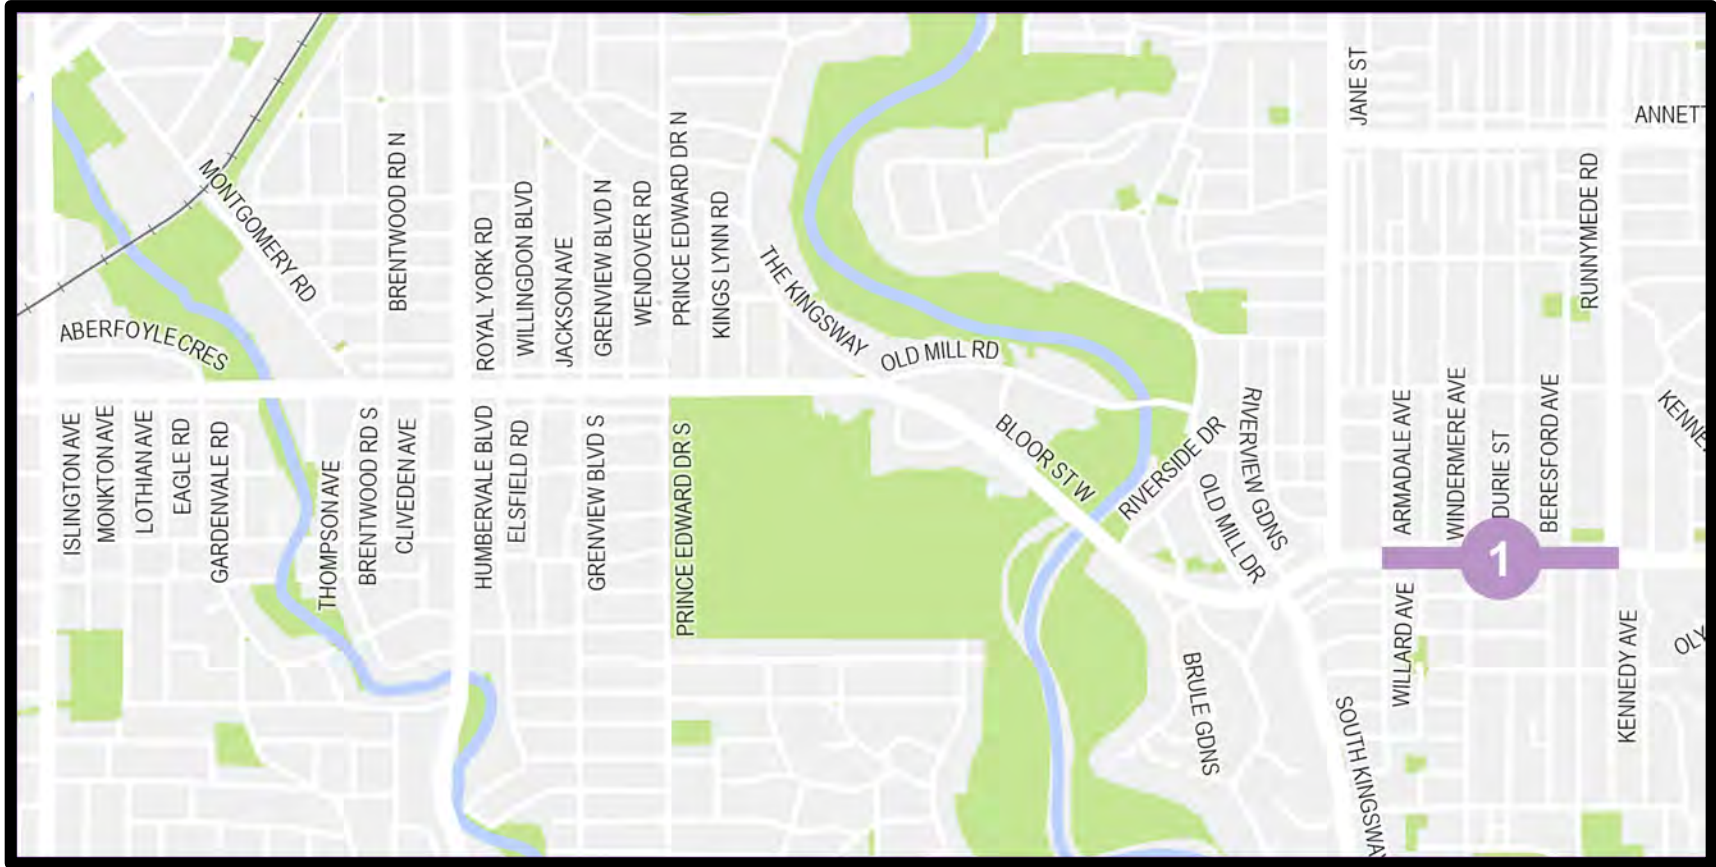 JANE ST
ANNETT
RUNNYMEDE RD
MONTGOMERY RD
BRENTWOOD RD N
ROYAL YORK RD
WILLINGDON BLVD
JACKSON AVE
GRENVIEW BLVD N
WENDOVER RD
PRINCE EDWARD DR N
KINGS LYNN RD
THE KINGSWAY
OLD MILL RD
ABERFOYLE CRES
ISLINGTON AVE
MONKTON AVE
LOTHIAN AVE
EAGLE RD
GARDENVALE RD
THOMPSON AVE
BRENTWOOD RD S
CLIVEDEN AVE
HUMBERVALE BLVD
ELSFIELD RD
GRENVIEW BLVD S
PRINCE EDWARD DR S
BLOOR ST W
RIVERSIDE DR
RIVERVIEW GDNS
OLD MILL DR
ARMADALE AVE
WINDERMERE AVE
DURIE ST
BERESFORD AVE
KENNE
1
WILLARD AVE
KENNEDY AVE
OLY
BRULE GDNS
SOUTH KINGSWA